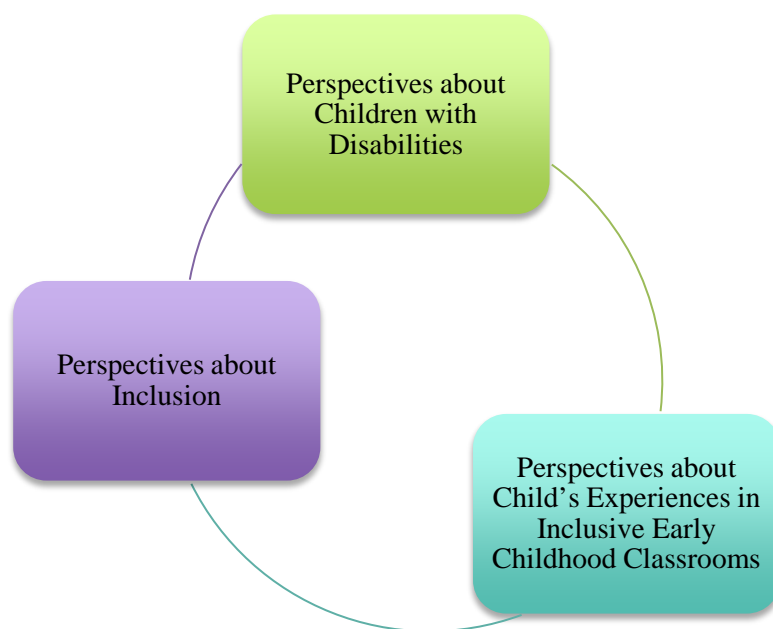 Perspectives about
Children with
Disabilities
Perspectives about
Inclusion
Perspectives about
Child’s Experiences in
Inclusive Early
Childhood Classrooms